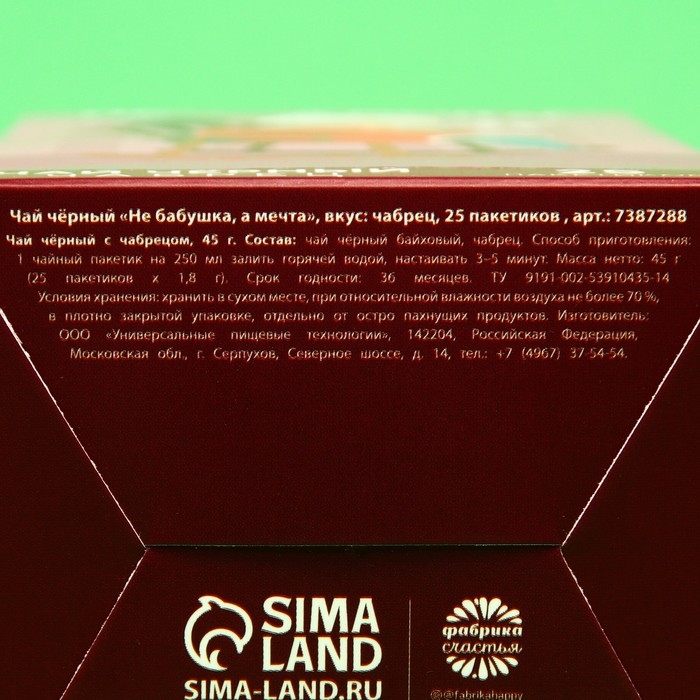 Чай чёрный «Не бабушка, а мечта», вкус: чабрец, 25 пакетиков , арт.: 7387288
Чай чёрный с чабрецом, 45 г. Состав: чай чёрный байховый, чабрец. Способ приготовления:
1 чайный пакетик на 250 мл залить горячей водой, настаивать 3-5 минут. Масса нетто: 45 г
(25 пакетиков x 1,8 г). Срок годности: 36 месяцев. ТУ 9191-002-53910435-14
Условия хранения: хранить в сухом месте, при относительной влажности воздуха не более 70 %,
в плотно закрытой упаковке, отдельно от остро пахнущих продуктов. Изготовитель:
ООО «Универсальные пищевые технологии», 142204, Российская Федерация,
Московская обл., г. Серпухов, Северное шоссе, д. 14, тел.: +7 (4967) 37-54-54.
SIMA
LAND
SIMA-LAND.RU
фабрика
счастья
@fabrikahappy